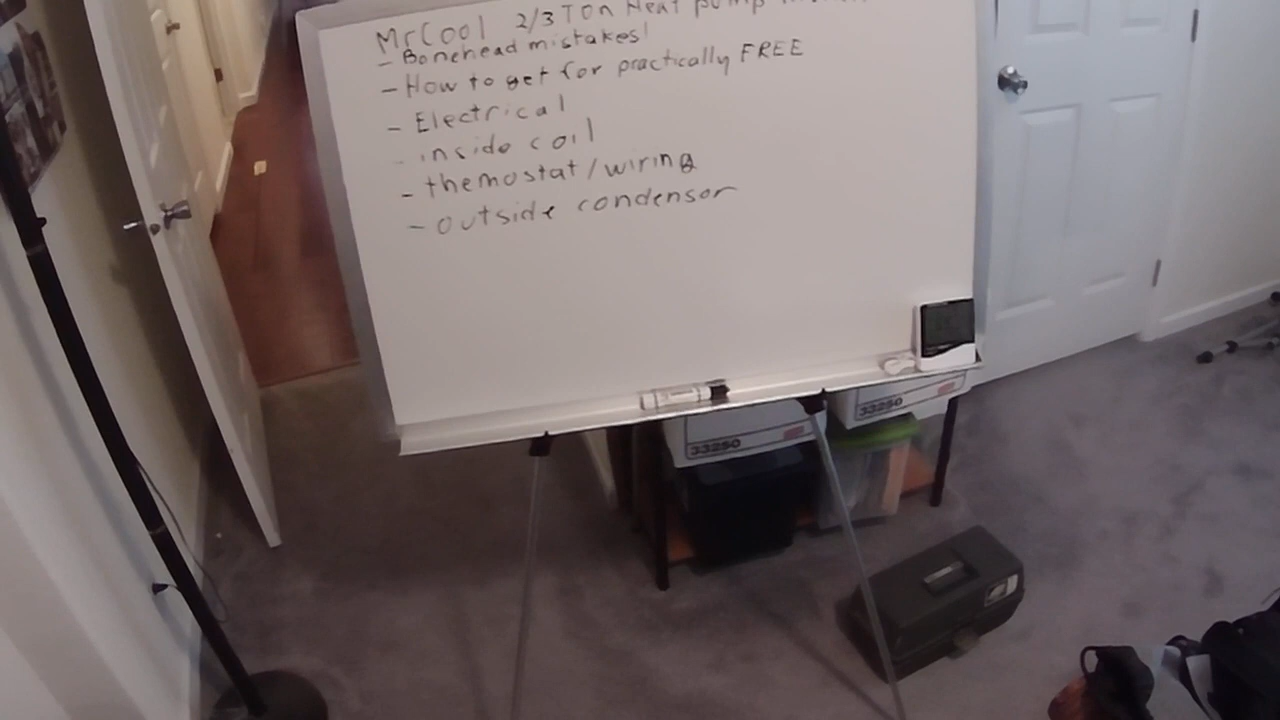 MrCool 2/3 Ton Heat pump
- Bonehead mistakes!
- How to get for practically FREE
- Electrical
- inside coil
- themostat/wiring
- outside condensor
33250
33250